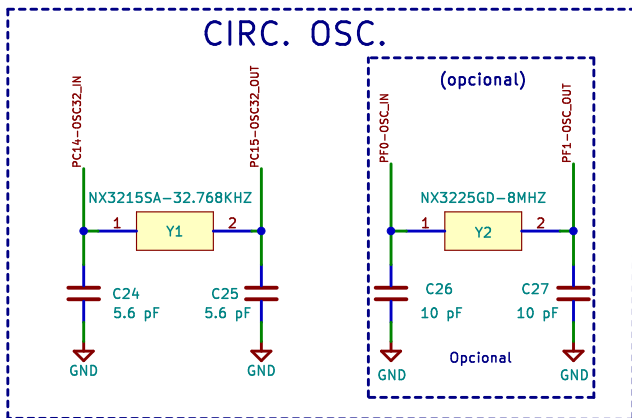 CIRC. OSC.
(opcional)
PC14-OSC32_IN
PC15-OSC32_OUT
PF0-OSC_IN
PF1-OSC_OUT
NX3215SA-32.768KHZ
NX3225GD-8MHZ
1 Y1 2
1 Y2 2
C24
5.6 pF
C25
5.6 pF
C26
10 pF
C27
10 pF
Opcional
GND
GND
GND
GND